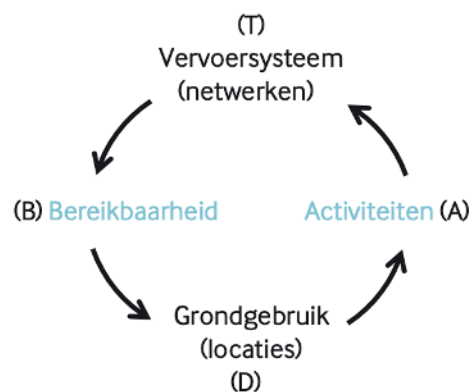 (T)
Vervoersysteem
(netwerken)
(B) Bereikbaarheid
Activiteiten (A)
Grondgebruik
(locaties)
(D)